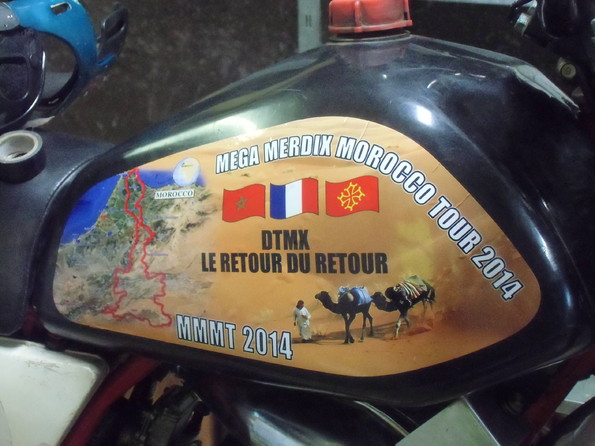 MEGA MERDIX MOROCCO TOUR 2014
MOROCCO
DTMX
LE RETOUR DU RETOUR
MMMT 2014